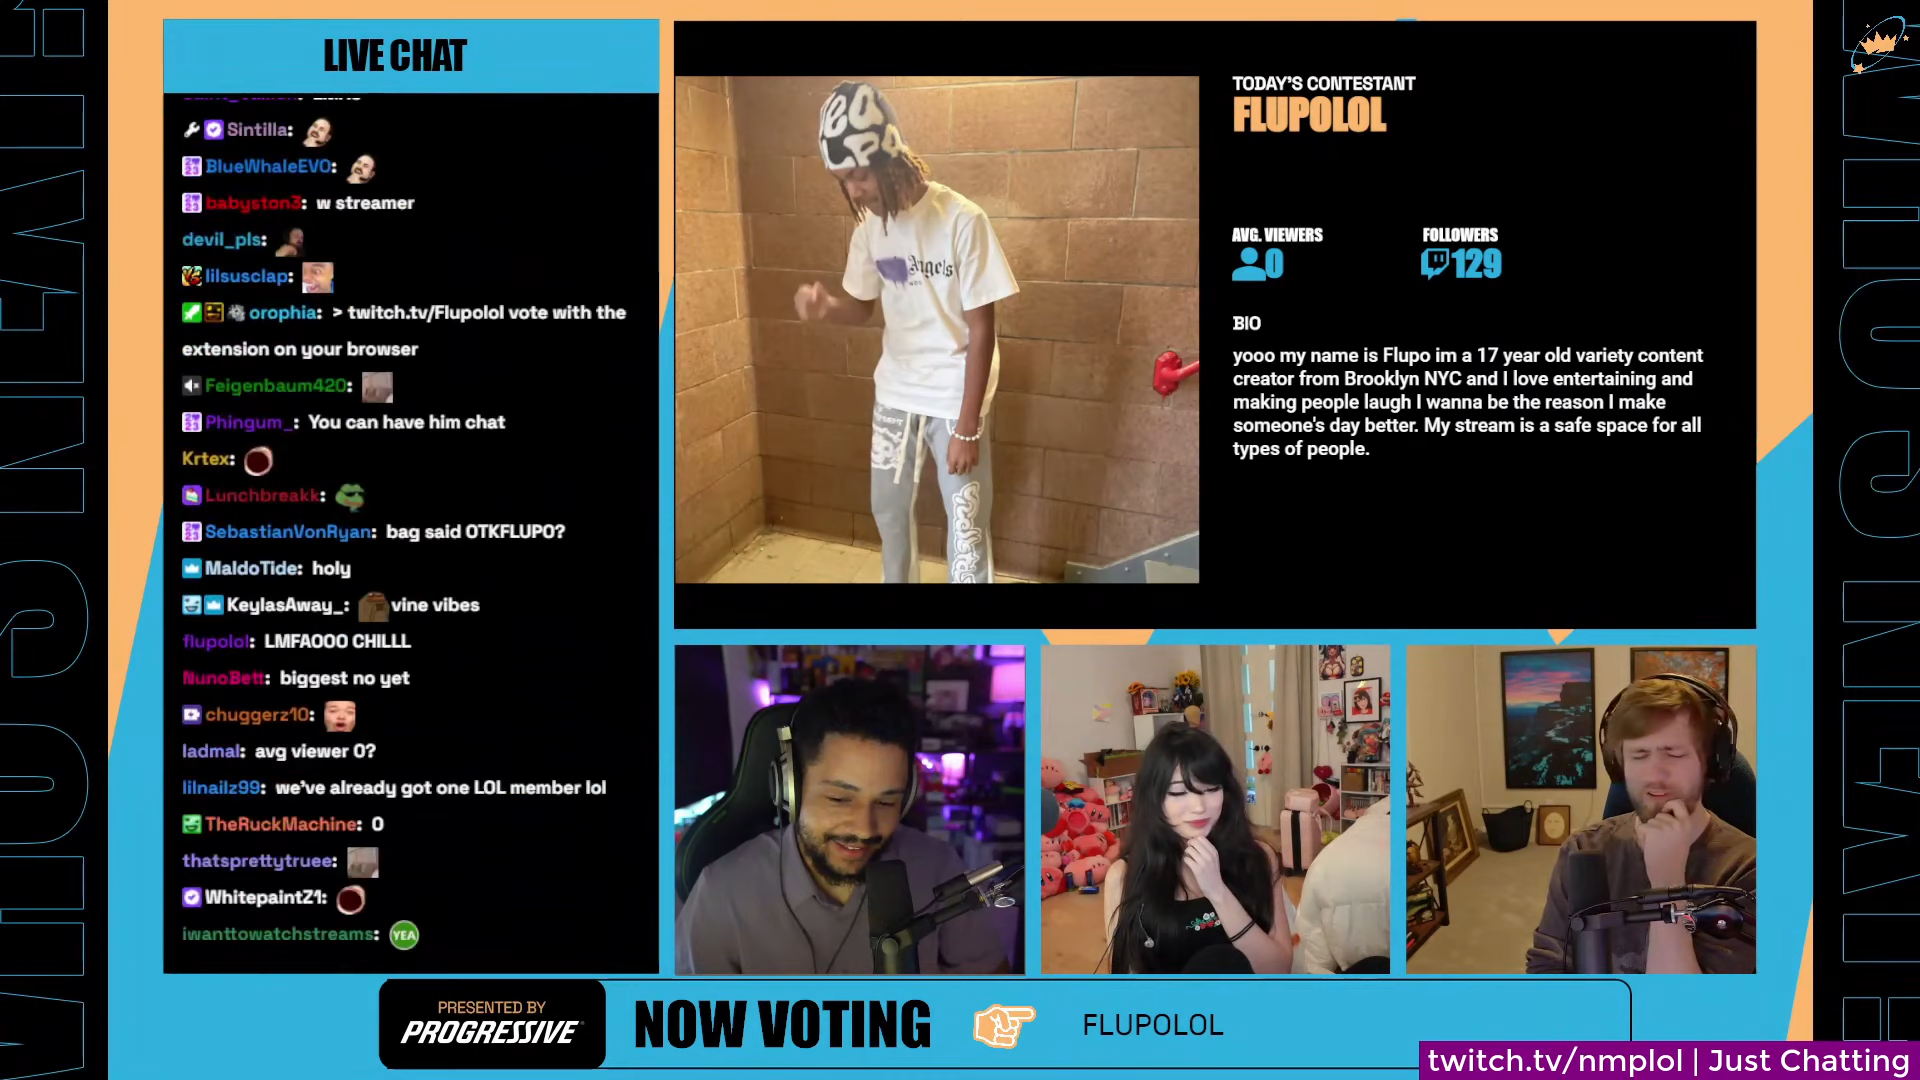 LIVE CHAT
Sintilla:
BlueWhaleEVO:
babyston3: w streamer
devil_pls:
lilsusclap:
orophia: > twitch.tv/Flupolol vote with the
extension on your browser
Feigenbaum420:
Phingum_: You can have him chat
Krtex:
Lunchbreakk:
SebastianVonRyan: bag said OTKFLUPO?
MaldoTide: holy
KeylasAway_: vine vibes
flupolol: LMFAOOO CHILLL
NunoBett: biggest no yet
chuggerz10:
ladmal: avg viewer 0?
lilnailz99: we've already got one LOL member lol
TheRuckMachine: 0
thatsprettytruee:
WhitepaintZ1:
iwanttowatchstreams: YEA
TODAY'S CONTESTANT
FLUPOLOL
AVG. VIEWERS
0
FOLLOWERS
129
BIO
yooo my name is Flupo im a 17 year old variety content
creator from Brooklyn NYC and I love entertaining and
making people laugh I wanna be the reason I make
someone's day better. My stream is a safe space for all
types of people.
Angels
PRESENTED BY
PROGRESSIVE
NOW VOTING
FLUPOLOL
twitch.tv/nmplol | Just Chatting